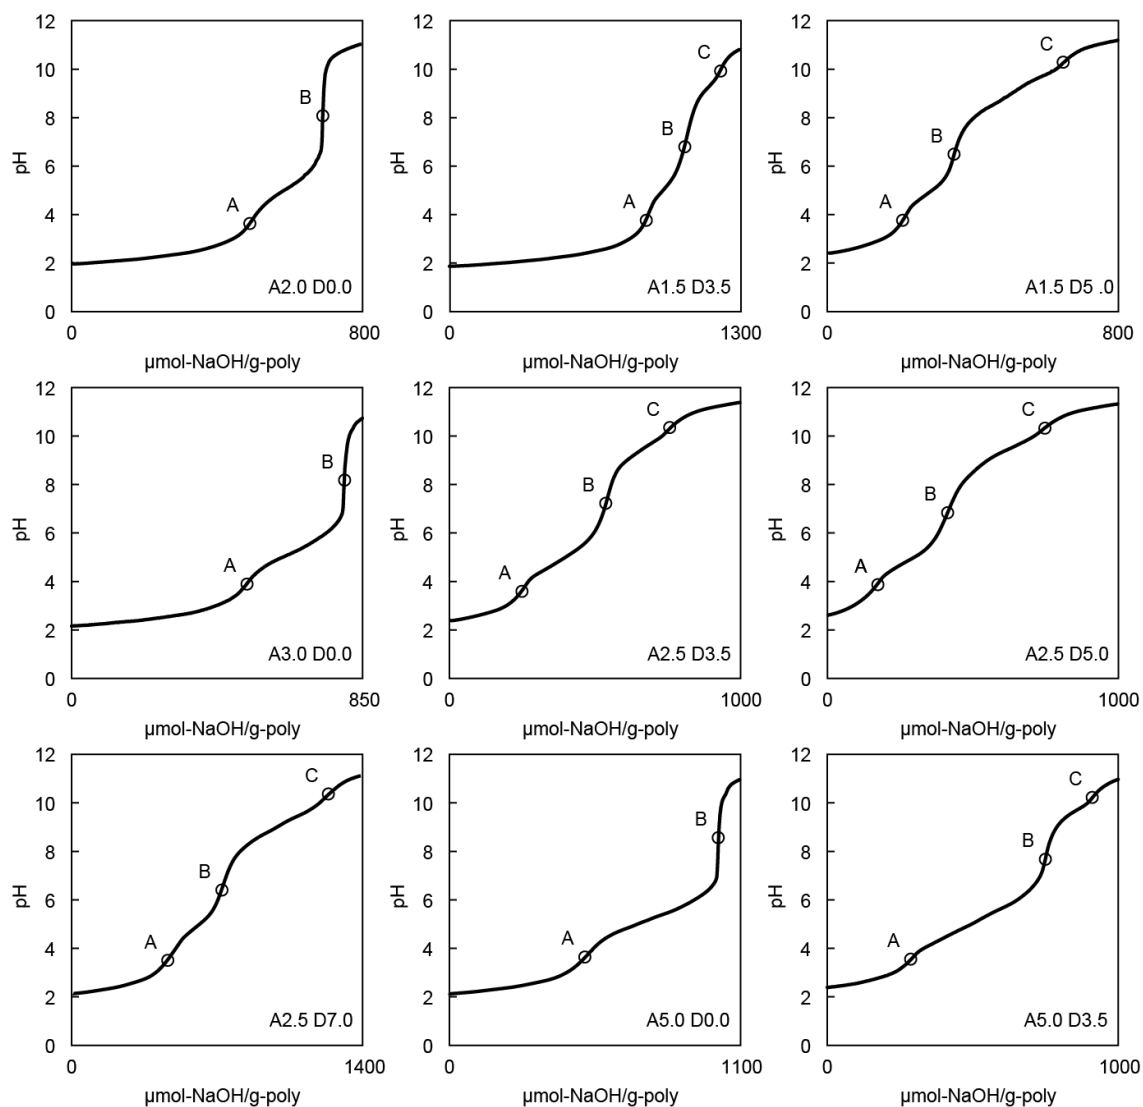 12
10
8
6
4
2
0
pH
A
B
A2.0 D0.0
0
800
µmol-NaOH/g-poly
12
10
8
6
4
2
0
pH
A
B
C
A1.5 D3.5
0
1300
µmol-NaOH/g-poly
12
10
8
6
4
2
0
pH
A
B
C
A1.5 D5 .0
0
800
µmol-NaOH/g-poly
12
10
8
6
4
2
0
pH
A
B
A3.0 D0.0
0
850
µmol-NaOH/g-poly
12
10
8
6
4
2
0
pH
A
B
C
A2.5 D3.5
0
1000
µmol-NaOH/g-poly
12
10
8
6
4
2
0
pH
A
B
C
A2.5 D5.0
0
1000
µmol-NaOH/g-poly
12
10
8
6
4
2
0
pH
A
B
C
A2.5 D7.0
0
1400
µmol-NaOH/g-poly
12
10
8
6
4
2
0
pH
A
B
A5.0 D0.0
0
1100
µmol-NaOH/g-poly
12
10
8
6
4
2
0
pH
A
B
C
A5.0 D3.5
0
1000
µmol-NaOH/g-poly